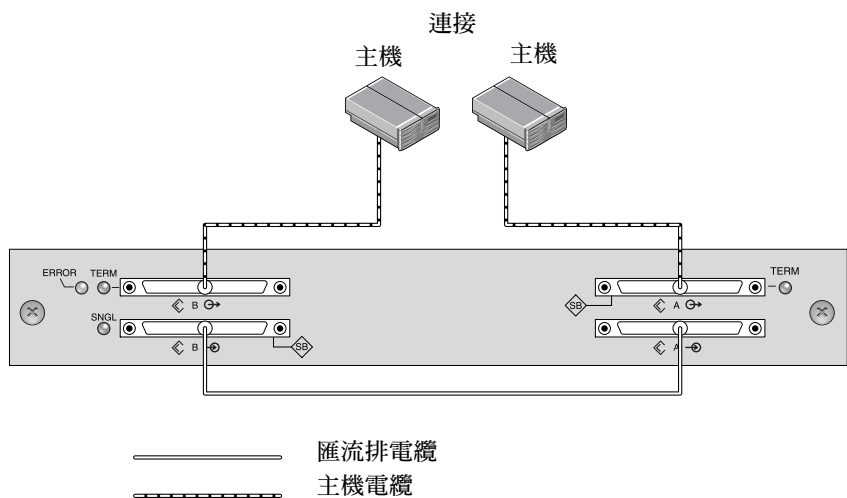 連接
主機 主機
ERROR TERM TERM
B A
SB
SNGL
B SB A
匯流排電纜
主機電纜